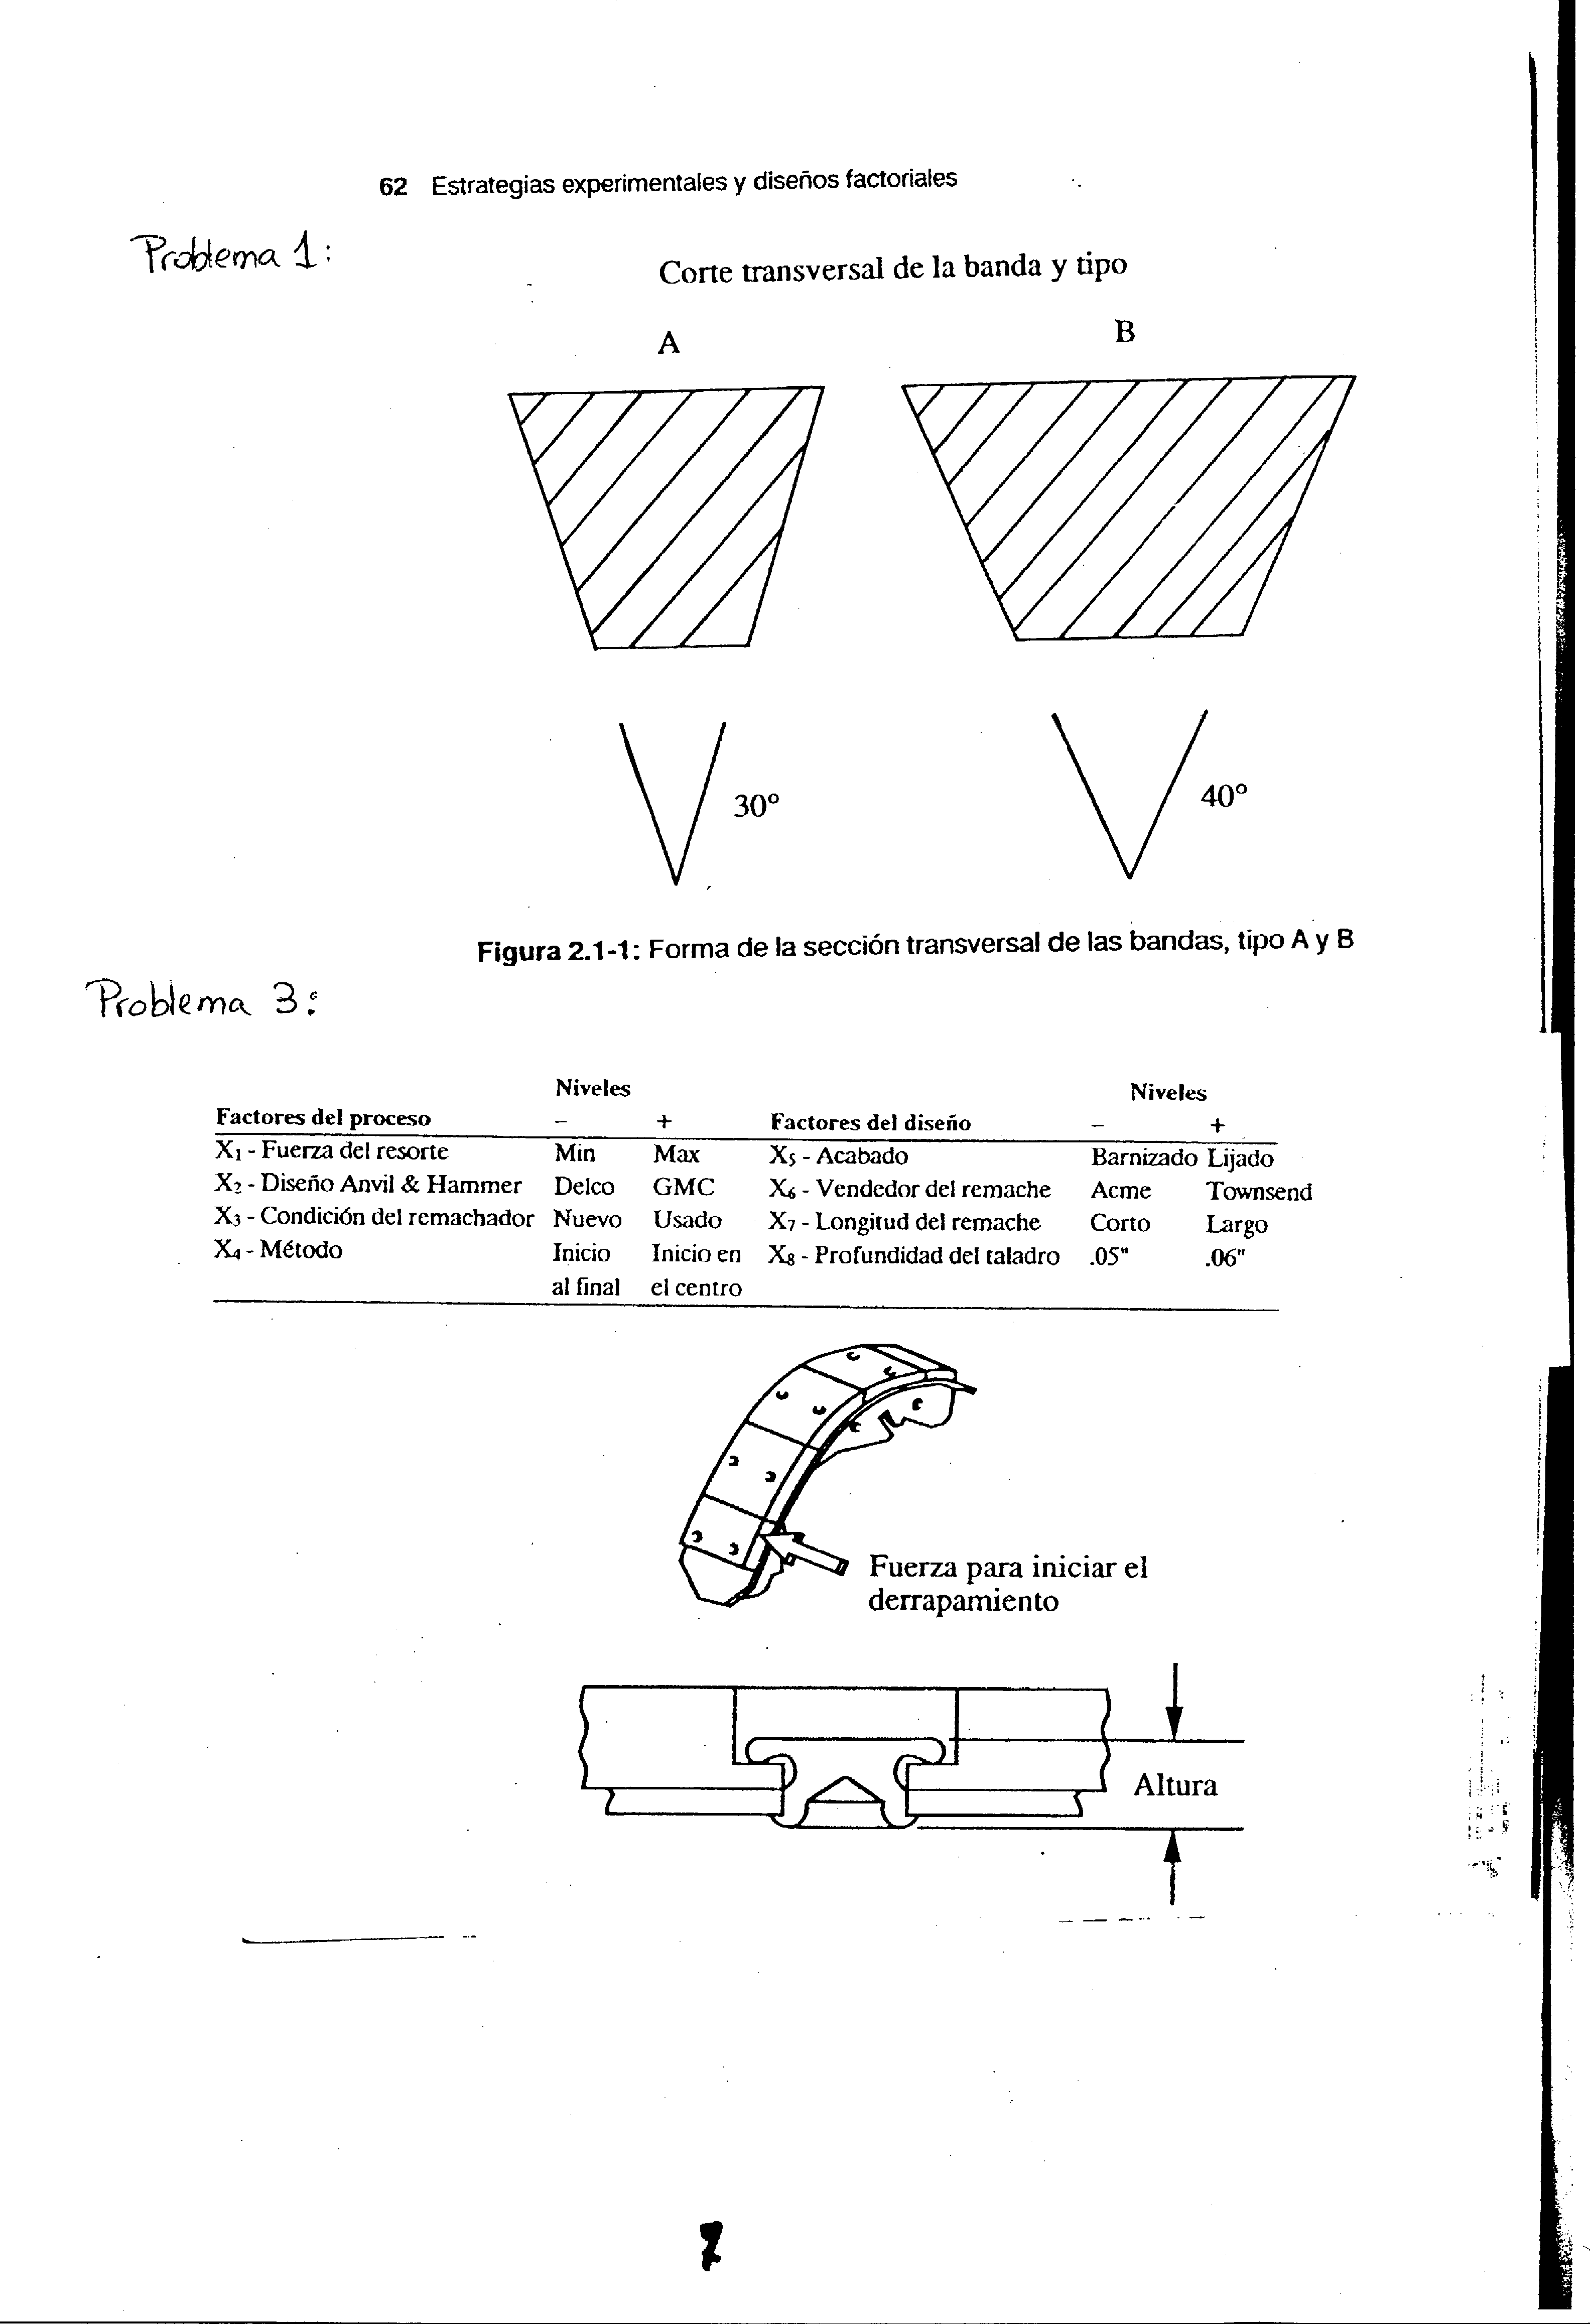 62 Estrategias experimentales y diseños factoriales
Problema 1:
Corte transversal de la banda y tipo
A B
30° 40°
Figura 2.1-1: Forma de la sección transversal de las bandas, tipo A y B
Problema 3:
Niveles Niveles
Factores del proceso − + Factores del diseño − +
X1 - Fuerza del resorte Min Max X5 - Acabado Barnizado Lijado
X2 - Diseño Anvil & Hammer Delco GMC X6 - Vendedor del remache Acme Townsend
X3 - Condición del remachador Nuevo Usado X7 - Longitud del remache Corto Largo
X4 - Método Inicio Inicio en X8 - Profundidad del taladro .05" .06"
al final el centro
Fuerza para iniciar el
derrapamiento
Altura
7